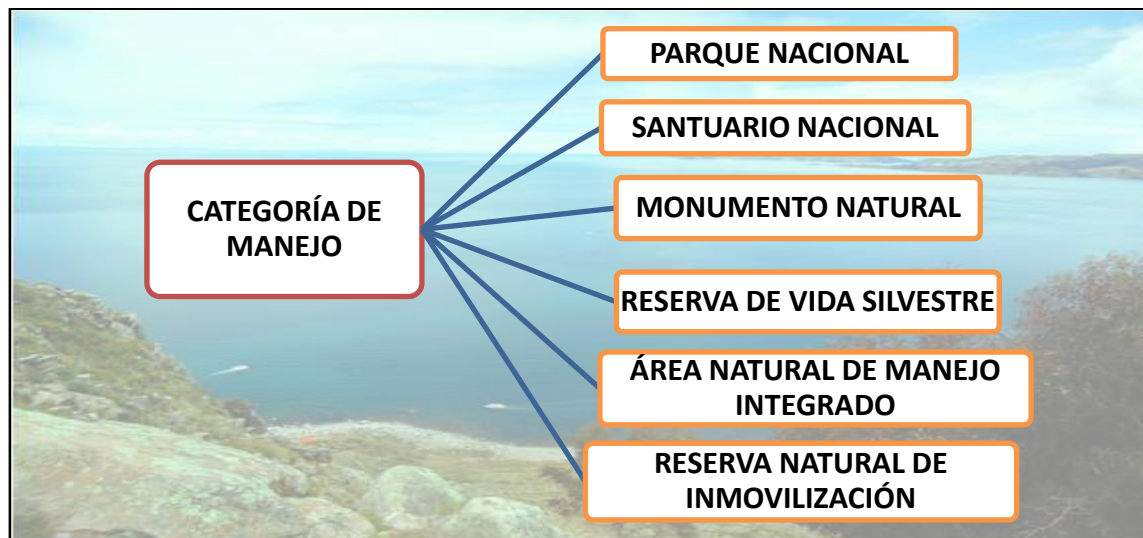 PARQUE NACIONAL
SANTUARIO NACIONAL
CATEGORÍA DE
MANEJO
MONUMENTO NATURAL
RESERVA DE VIDA SILVESTRE
ÁREA NATURAL DE MANEJO
INTEGRADO
RESERVA NATURAL DE
INMOVILIZACIÓN